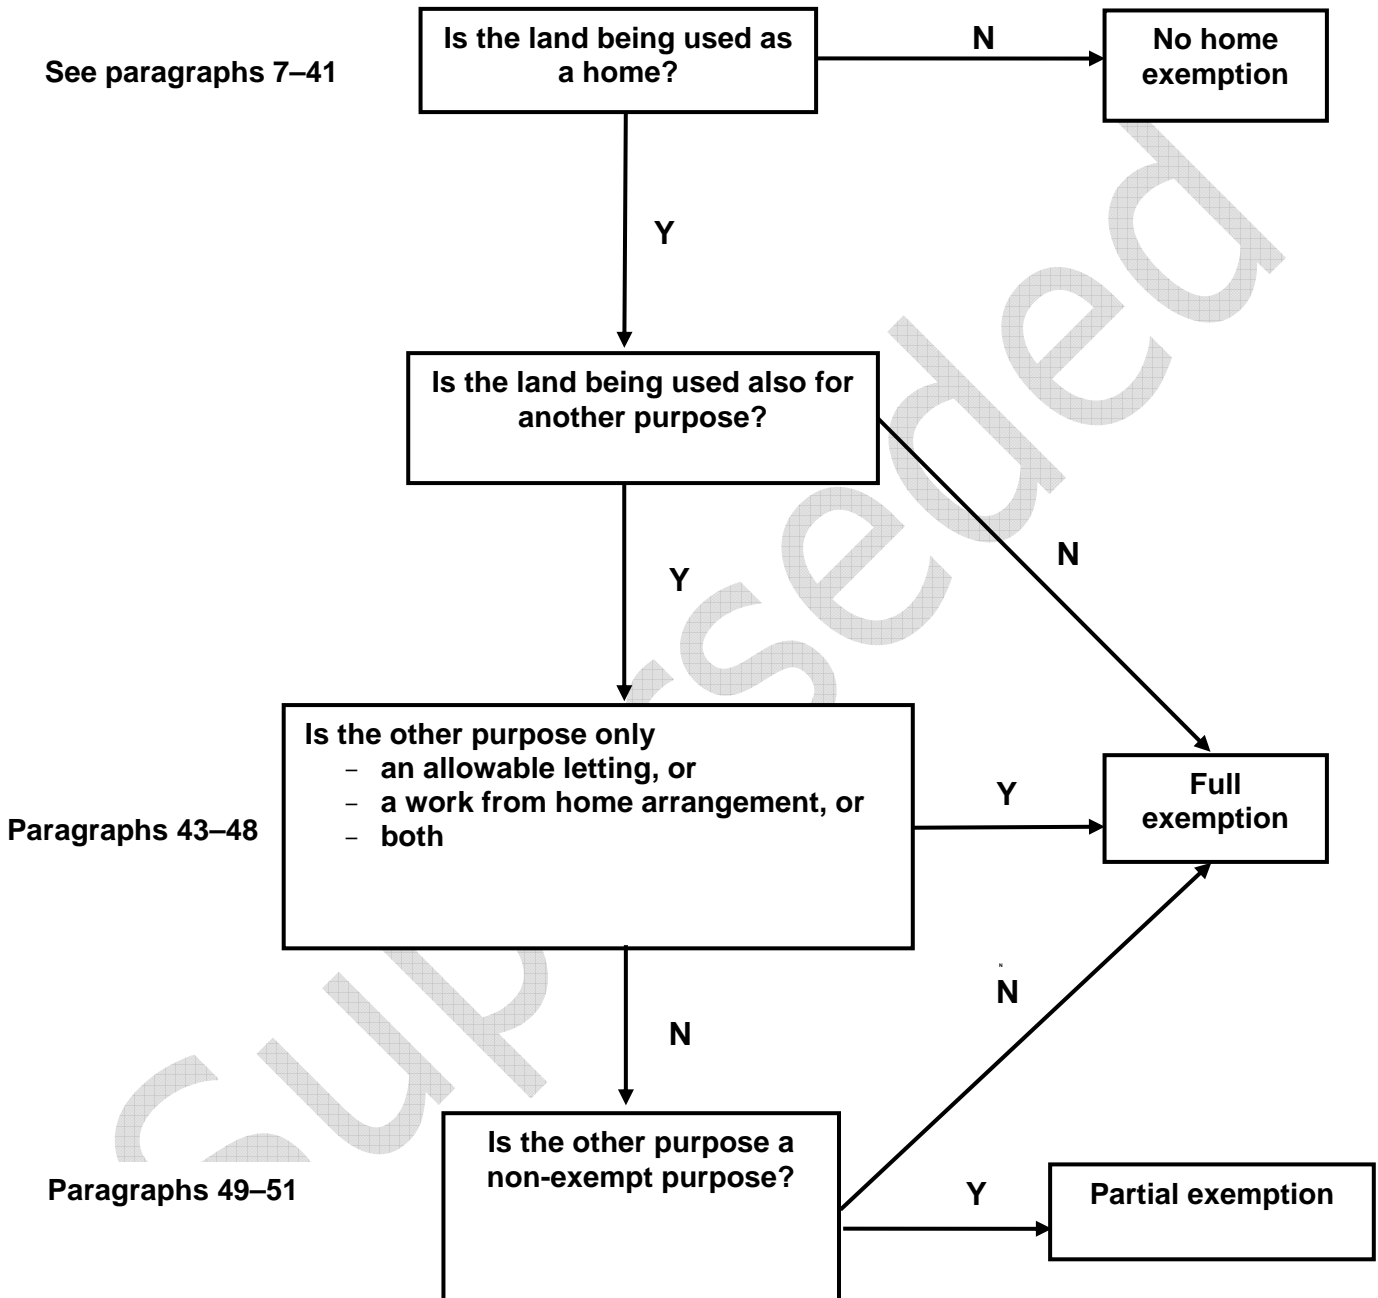 Is the land being used as
a home?
N
No home
exemption
See paragraphs 7–41
Y
Is the land being used also for
another purpose?
N
Y
Is the other purpose only
– an allowable letting, or
– a work from home arrangement, or
– both
Paragraphs 43–48
Y
Full
exemption
N
N
N
Is the other purpose a
non-exempt purpose?
Paragraphs 49–51
Y
Partial exemption
Superseded